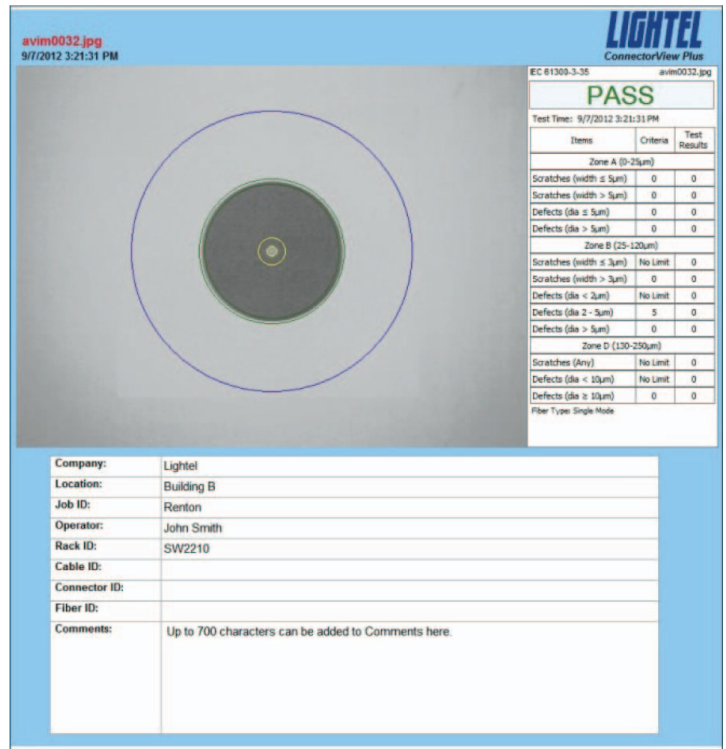 avim0032.jpg
9/7/2012 3:21:31 PM
LIGHTEL
ConnectorView Plus
IEC 61300-3-35 avim0032.jpg
PASS
Test Time: 9/7/2012 3:21:31 PM
Items Criteria Test Results
Zone A (0-25µm)
Scratches (width ≤ 5µm) 0 0
Scratches (width > 5µm) 0 0
Defects (dia ≤ 5µm) 0 0
Defects (dia > 5µm) 0 0
Zone B (25-120µm)
Scratches (width ≤ 3µm) No Limit 0
Scratches (width > 3µm) 0 0
Defects (dia < 2µm) No Limit 0
Defects (dia 2 - 5µm) 5 0
Defects (dia > 5µm) 0 0
Zone D (130-250µm)
Scratches (Any) No Limit 0
Defects (dia < 10µm) No Limit 0
Defects (dia ≥ 10µm) 0 0
Fiber Type: Single Mode
Company: Lightel
Location: Building B
Job ID: Renton
Operator: John Smith
Rack ID: SW2210
Cable ID:
Connector ID:
Fiber ID:
Comments: Up to 700 characters can be added to Comments here.